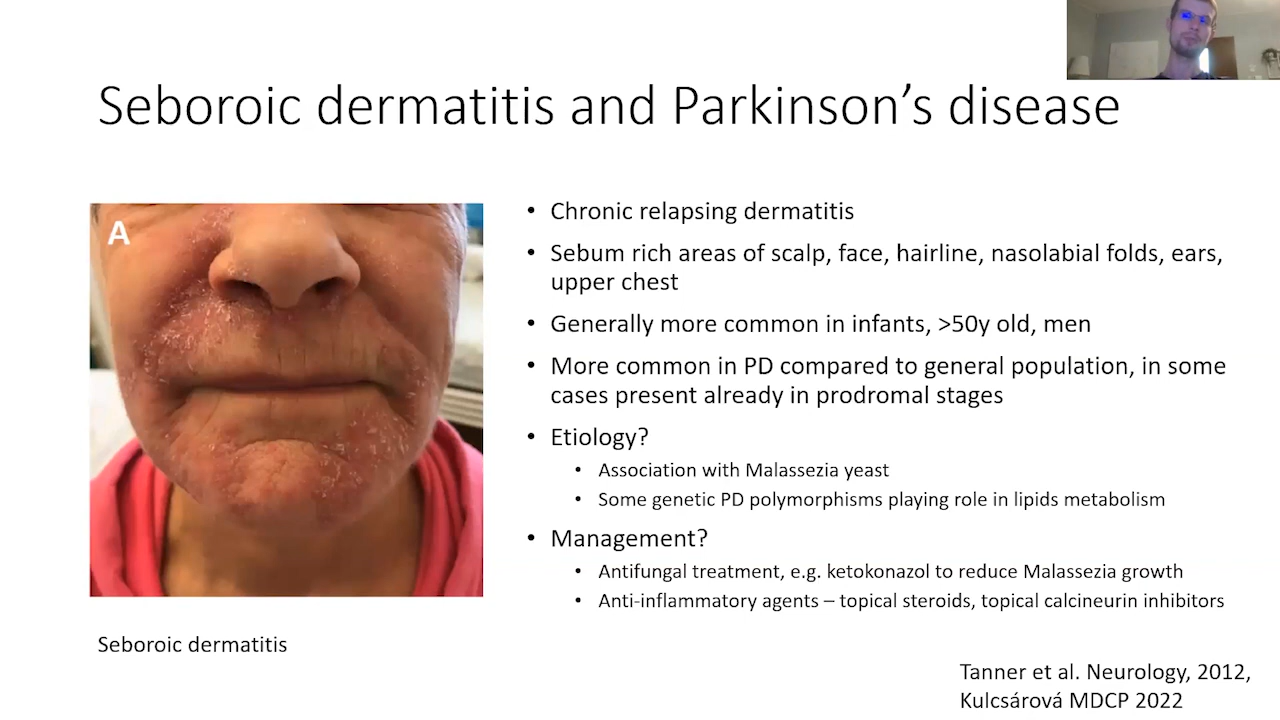 Seboroic dermatitis and Parkinson’s disease
A
• Chronic relapsing dermatitis
• Sebum rich areas of scalp, face, hairline, nasolabial folds, ears,
upper chest
• Generally more common in infants, >50y old, men
• More common in PD compared to general population, in some
cases present already in prodromal stages
• Etiology?
• Association with Malassezia yeast
• Some genetic PD polymorphisms playing role in lipids metabolism
• Management?
• Antifungal treatment, e.g. ketokonazol to reduce Malassezia growth
• Anti-inflammatory agents – topical steroids, topical calcineurin inhibitors
Seboroic dermatitis
Tanner et al. Neurology, 2012,
Kulcsárová MDCP 2022